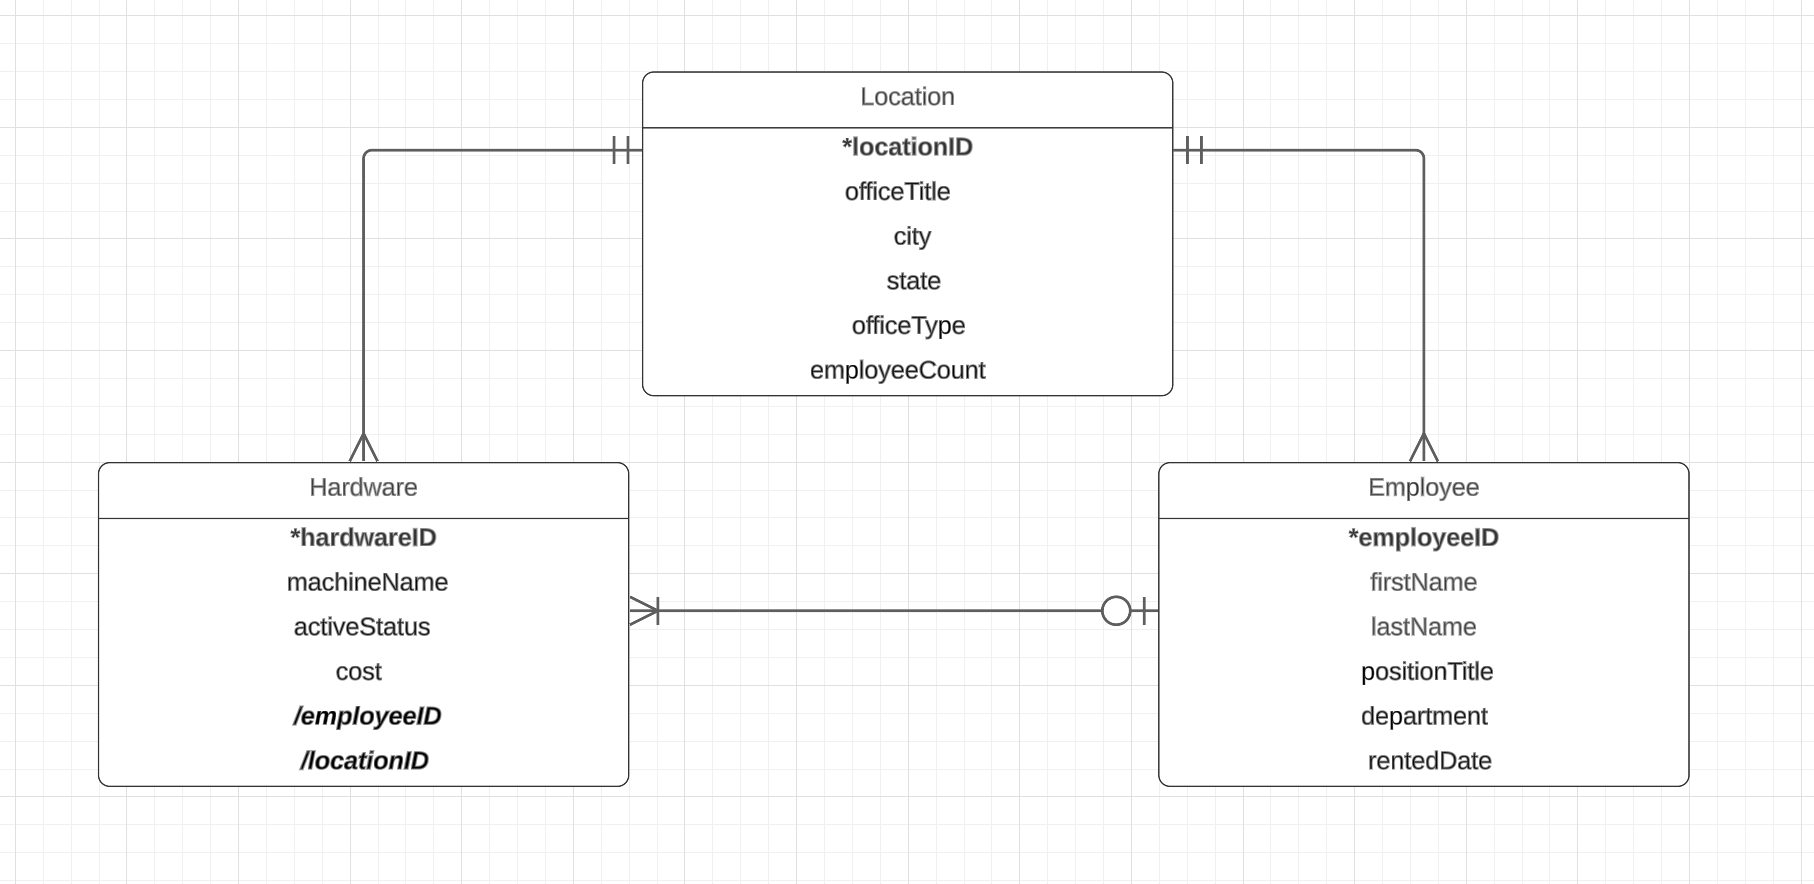 Location
*locationID
officeTitle
city
state
officeType
employeeCount
Hardware
*hardwareID
machineName
activeStatus
cost
/employeeID
/locationID
Employee
*employeeID
firstName
lastName
positionTitle
department
rentedDate